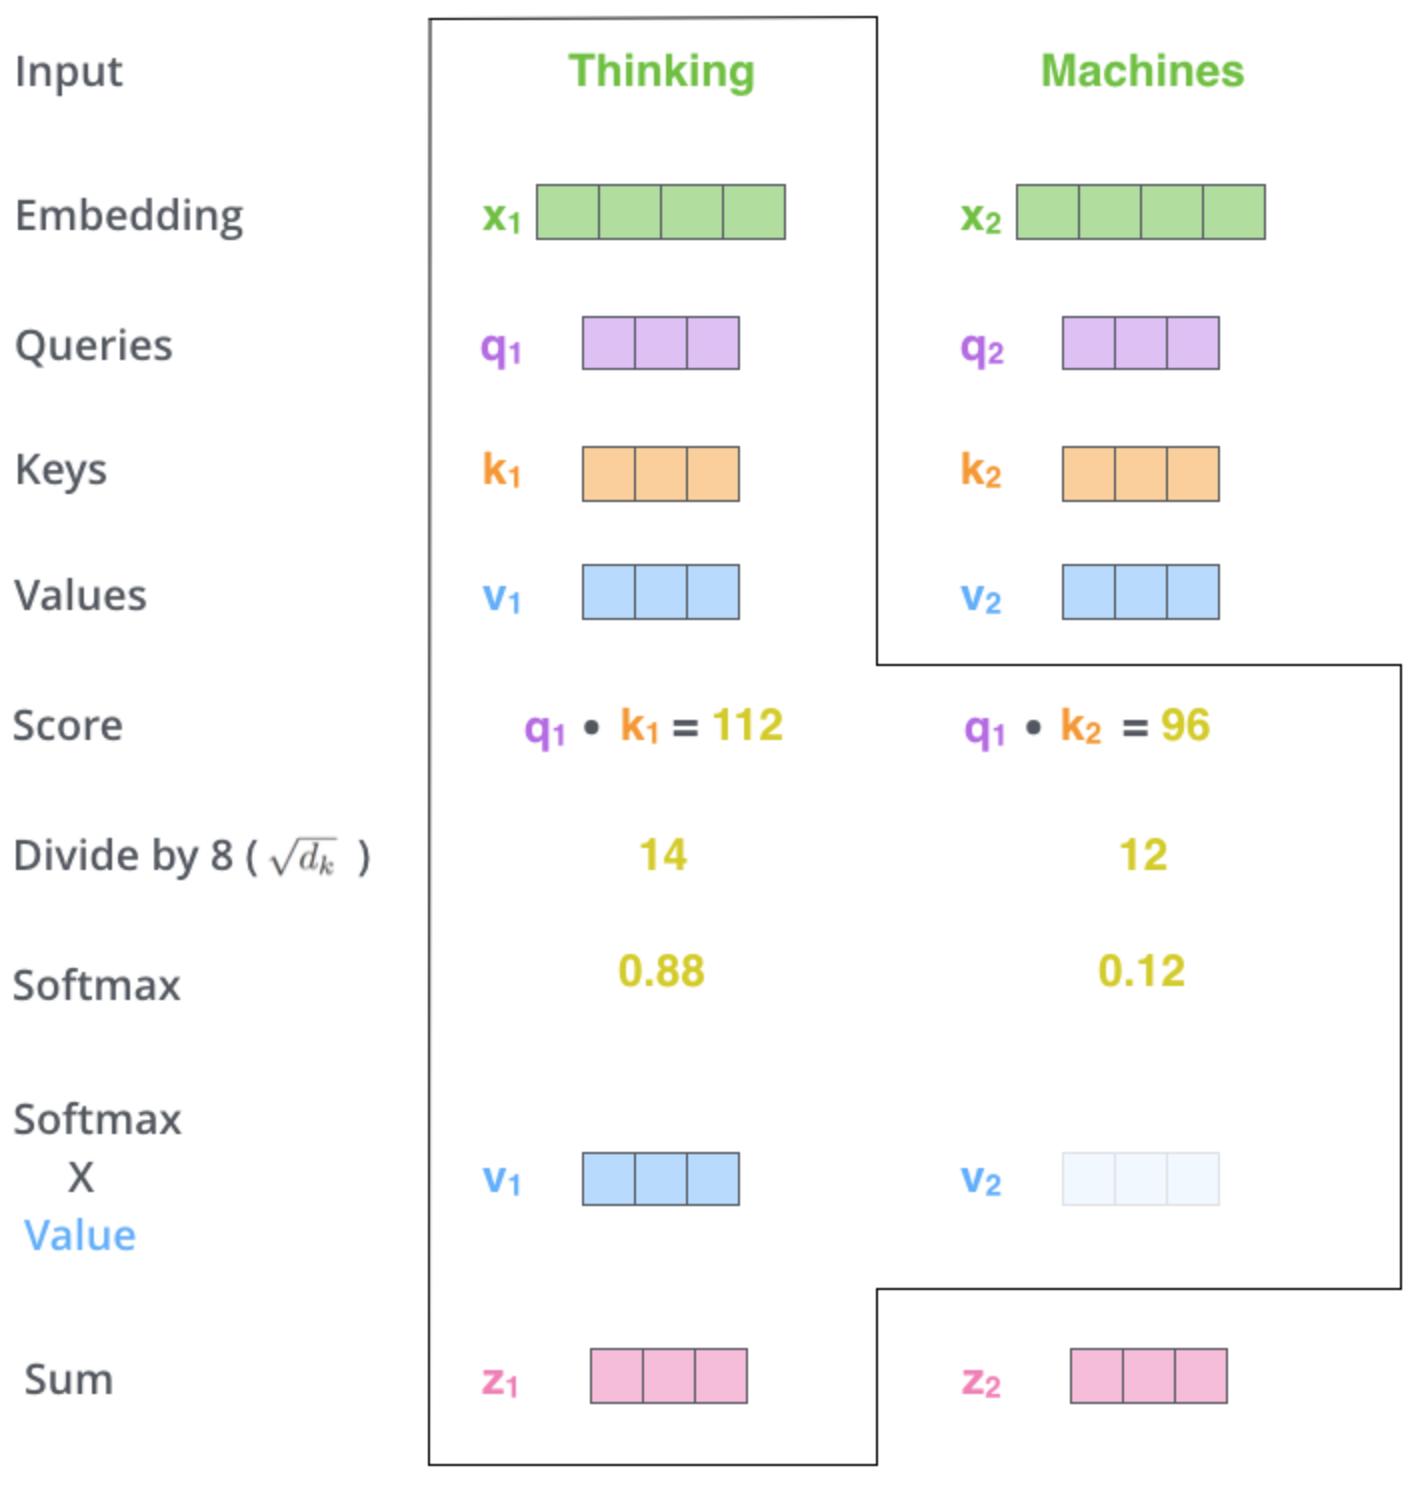 Input Thinking Machines
Embedding x₁ x₂
Queries q₁ q₂
Keys k₁ k₂
Values v₁ v₂
Score q₁ • k₁ = 112 q₁ • k₂ = 96
Divide by 8 ( √dₖ ) 14 12
Softmax 0.88 0.12
Softmax
X v₁ v₂
Value
Sum z₁ z₂